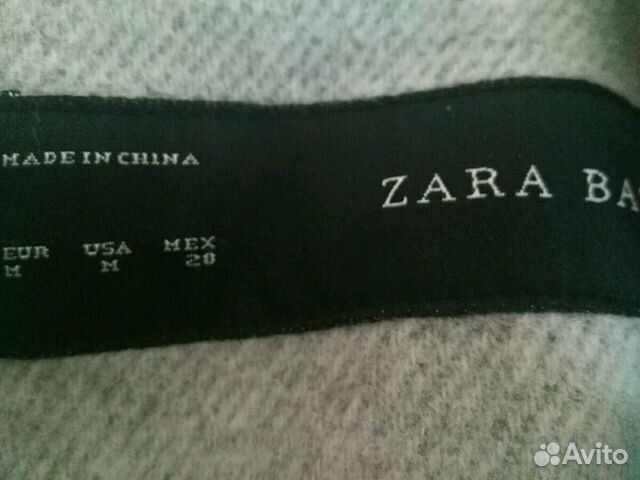 MADE IN CHINA
ZARA BA
EUR USA MEX
M M 28
Avito